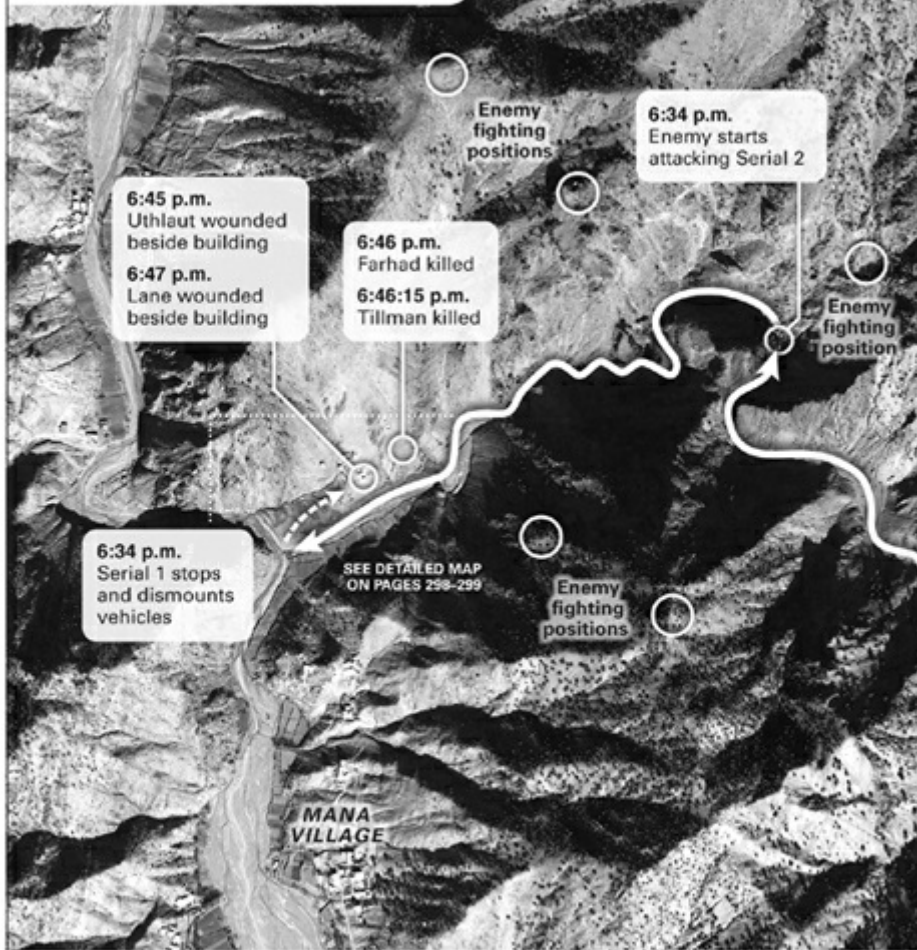 Enemy
fighting
positions
6:34 p.m.
Enemy starts
attacking Serial 2
6:45 p.m.
Uthlaut wounded
beside building
6:47 p.m.
Lane wounded
beside building
6:46 p.m.
Farhad killed
6:46:15 p.m.
Tillman killed
Enemy
fighting
position
6:34 p.m.
Serial 1 stops
and dismounts
vehicles
SEE DETAILED MAP
ON PAGES 298–299
Enemy
fighting
positions
MANA
VILLAGE